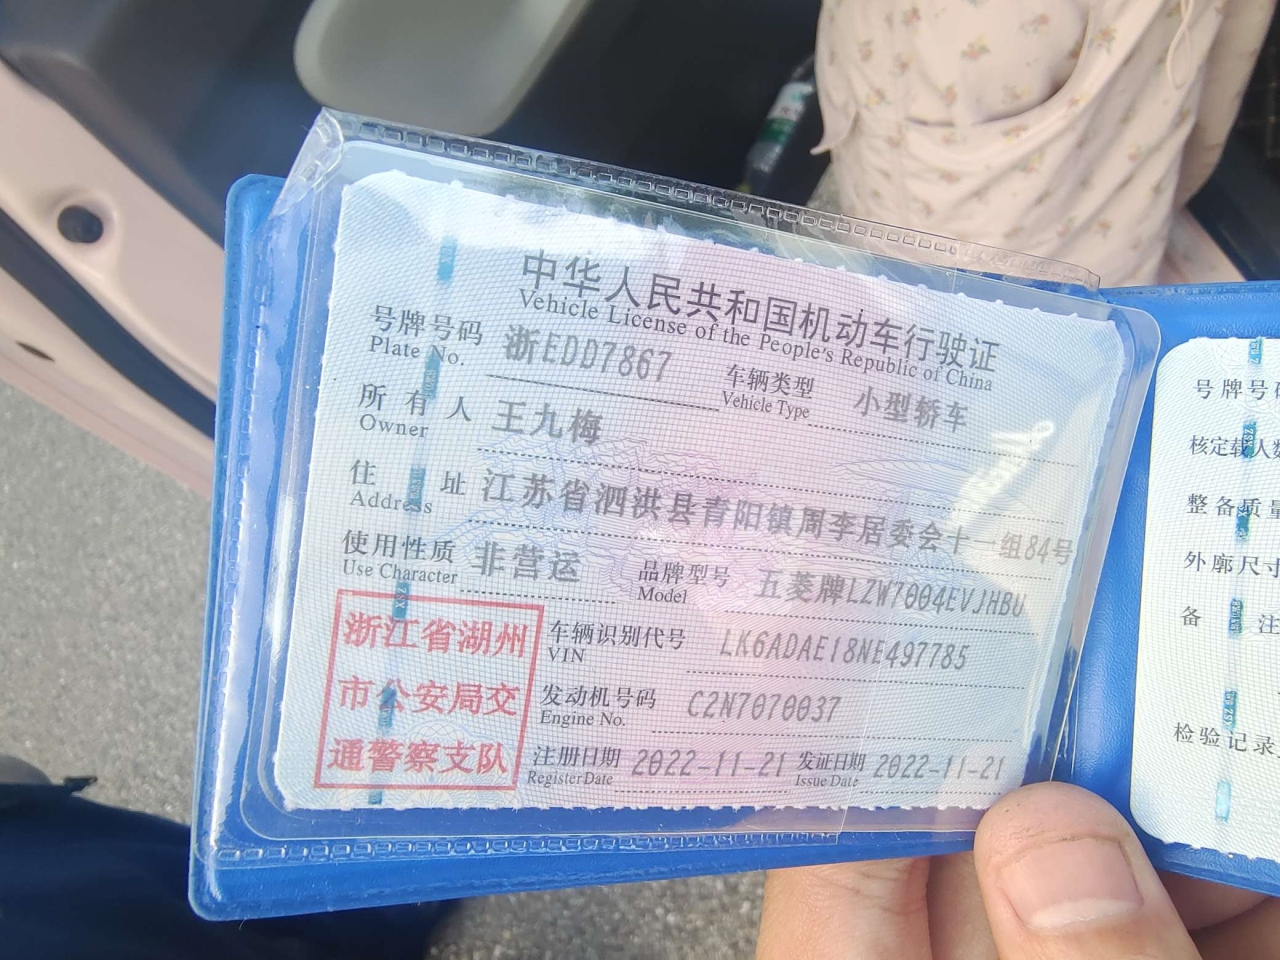 中华人民共和国机动车行驶证
Vehicle License of the People's Republic of China
号牌号码 浙EDD7867 车辆类型 小型轿车
Plate No. Vehicle Type
所有人 王九梅
Owner
住址 江苏省泗洪县青阳镇周李居委会十一组84号
Address
使用性质 非营运 品牌型号 五菱牌LZW7004EVJHBU
Use Character Model
浙江省湖州
市公安局交
通警察支队
车辆识别代号 LK6ADAE18NE497785
VIN
发动机号码 C2N7070037
Engine No.
注册日期 2022-11-21 发证日期 2022-11-21
Register Date Issue Date
号牌号码
核定载人数
整备质量
外廓尺寸
备注
检验记录